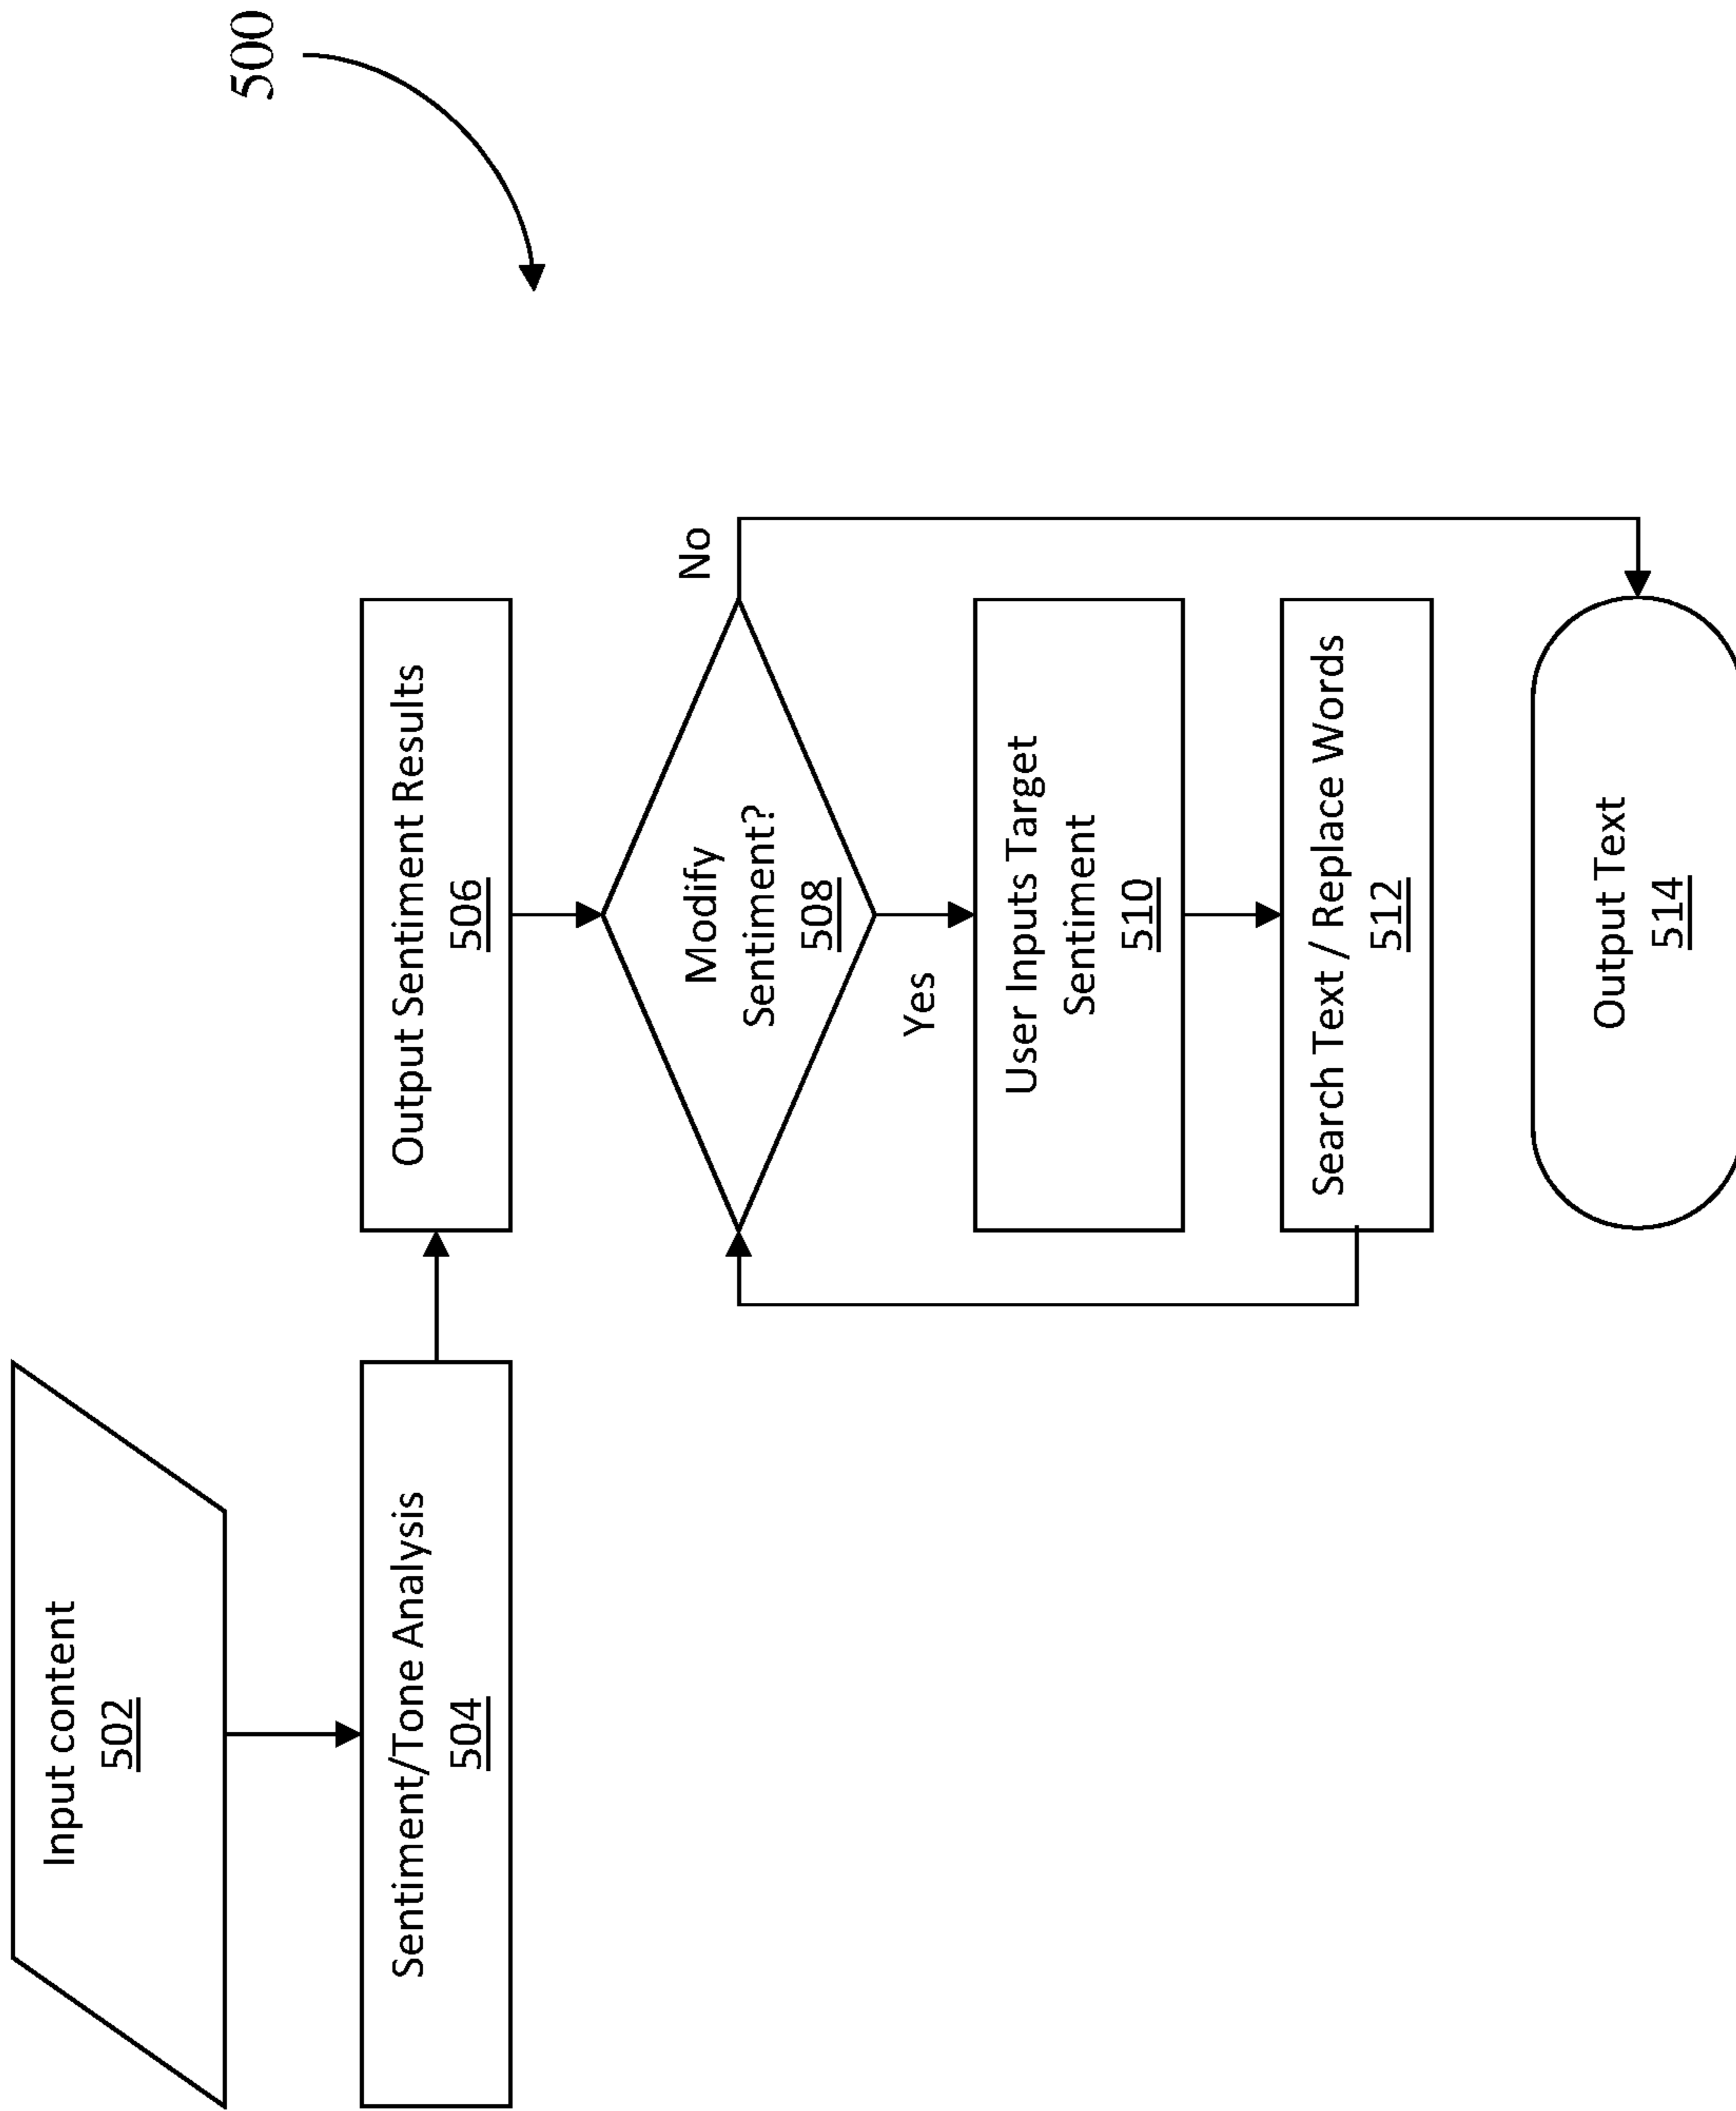 500
Input content
502
Sentiment/Tone Analysis
504
Output Sentiment Results
506
Modify
Sentiment?
508
No
Yes
User Inputs Target
Sentiment
510
Search Text / Replace Words
512
Output Text
514